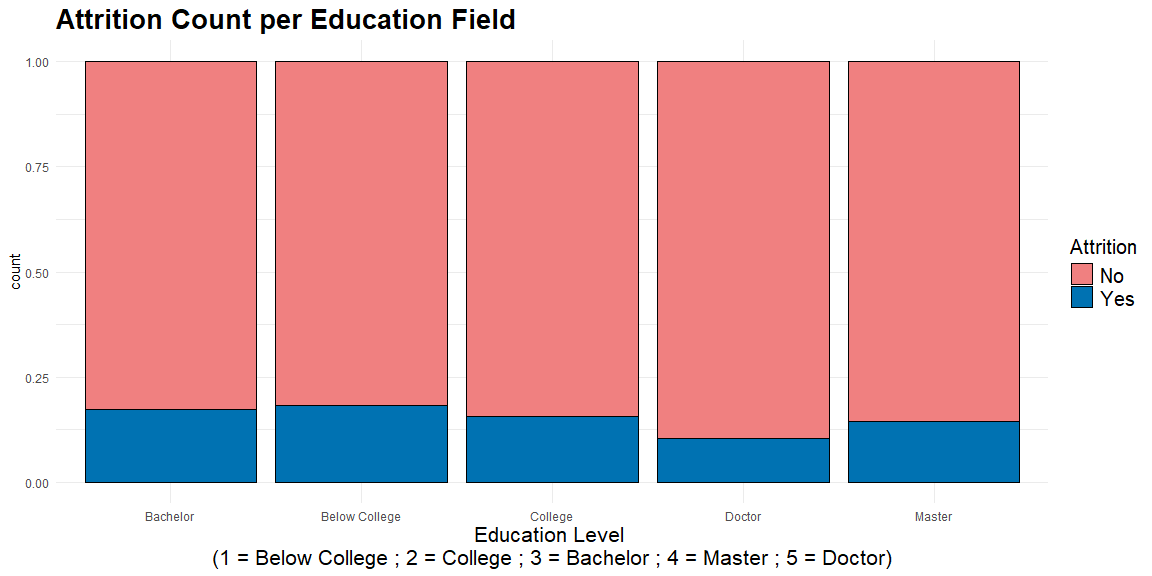 Attrition Count per Education Field
1.00
0.75
0.50
0.25
0.00
count
Bachelor
Below College
College
Doctor
Master
Education Level
(1 = Below College ; 2 = College ; 3 = Bachelor ; 4 = Master ; 5 = Doctor)
Attrition
No
Yes